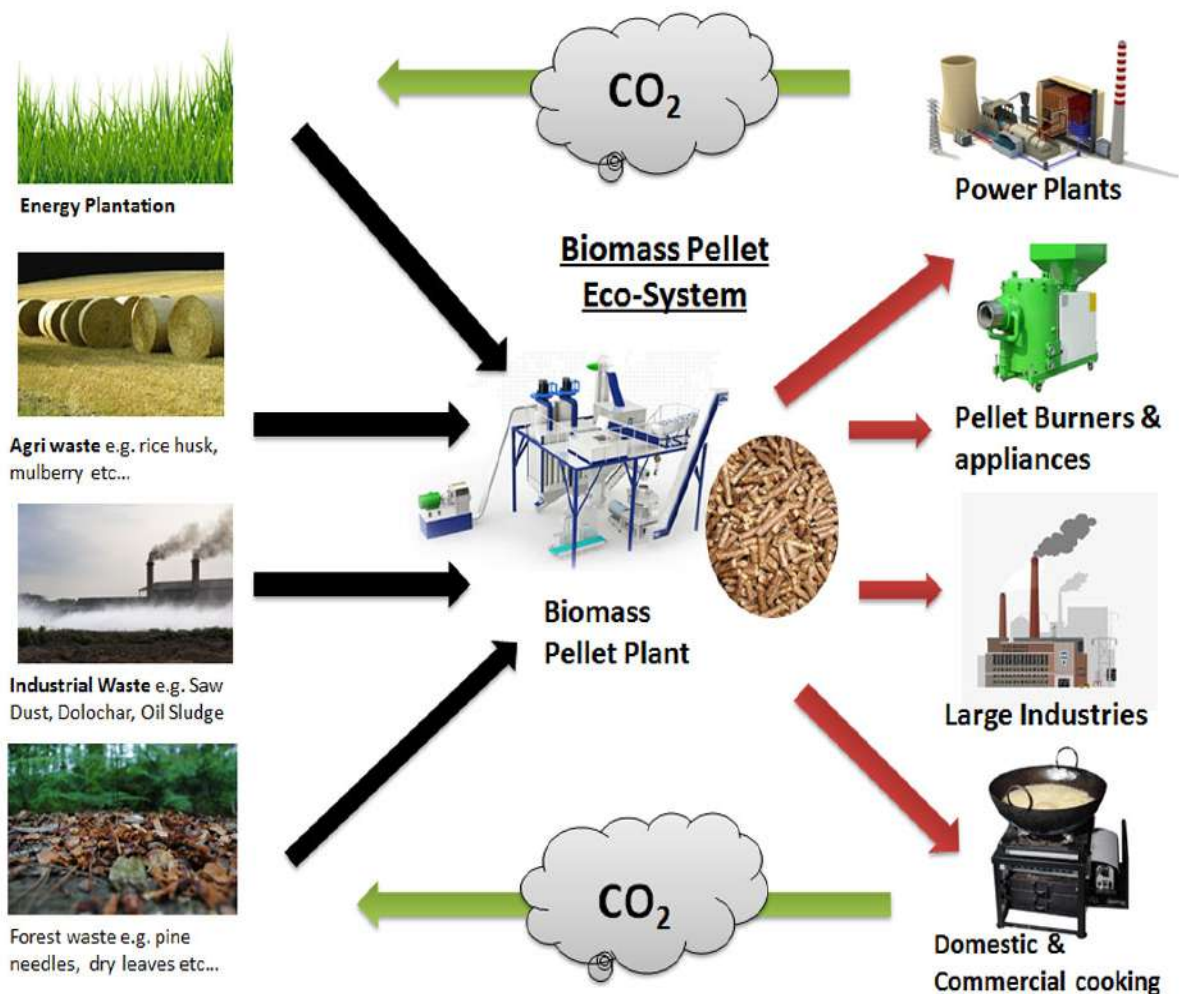 CO2
Power Plants
Energy Plantation
Biomass Pellet
Eco-System
Pellet Burners &
appliances
Agri waste e.g. rice husk,
mulberry etc...
Biomass
Pellet Plant
Industrial Waste e.g. Saw
Dust, Dolochar, Oil Sludge
Large Industries
CO2
Forest waste e.g. pine
needles, dry leaves etc...
Domestic &
Commercial cooking